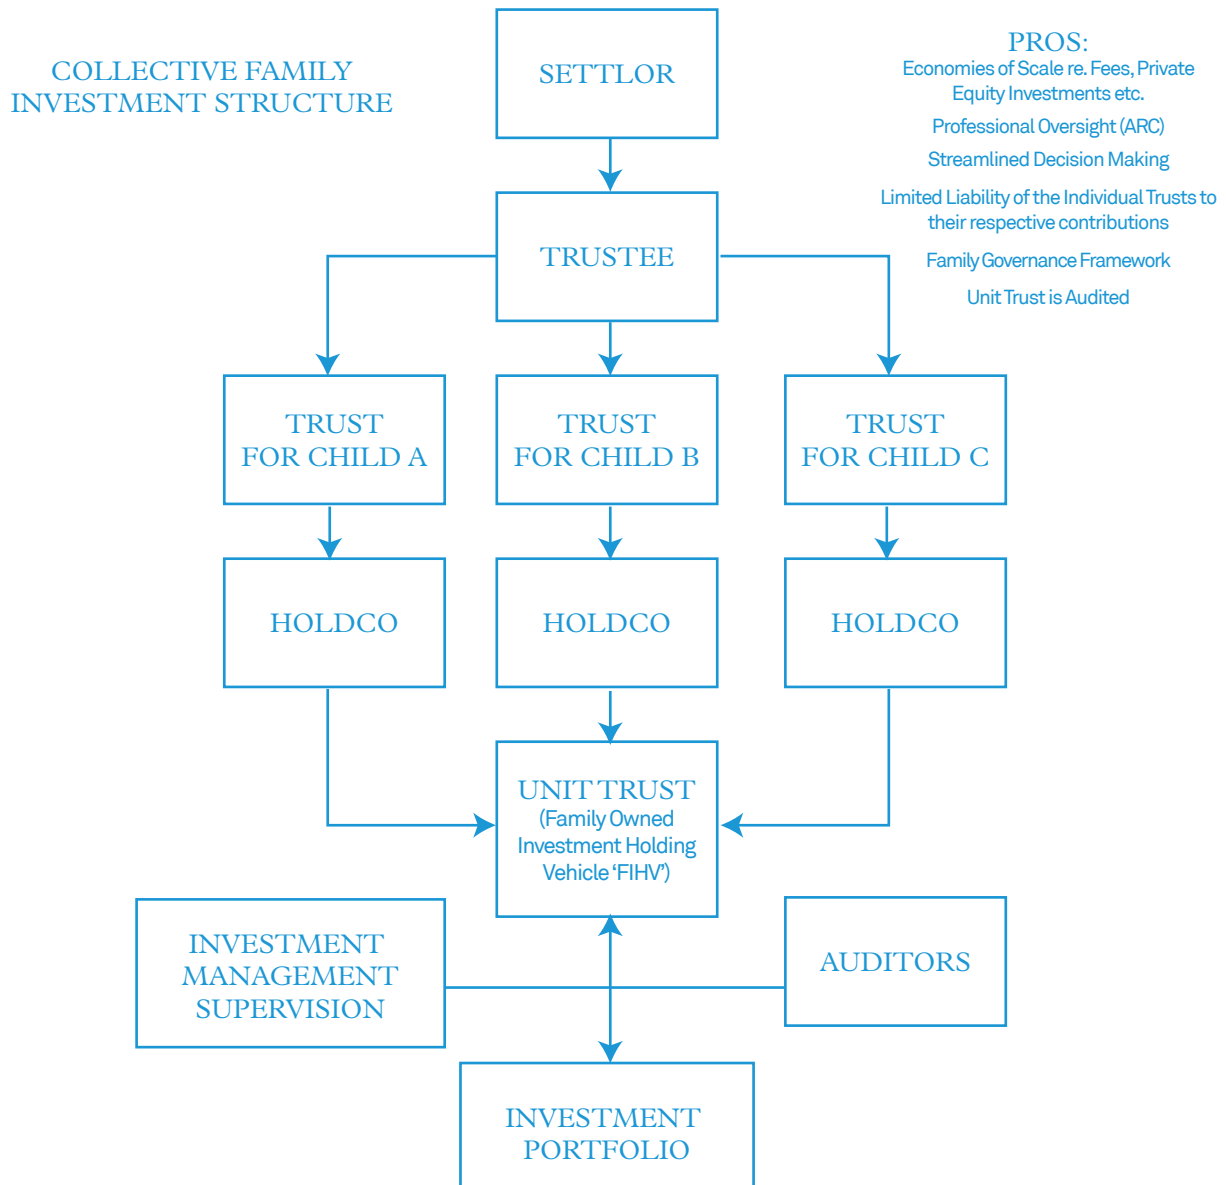 COLLECTIVE FAMILY
INVESTMENT STRUCTURE
SETTLOR
PROS:
Economies of Scale re. Fees, Private
Equity Investments etc.
Professional Oversight (ARC)
Streamlined Decision Making
Limited Liability of the Individual Trusts to
their respective contributions
Family Governance Framework
Unit Trust is Audited
TRUSTEE
TRUST
FOR CHILD A
TRUST
FOR CHILD B
TRUST
FOR CHILD C
HOLDCO
HOLDCO
HOLDCO
UNIT TRUST
(Family Owned
Investment Holding
Vehicle ‘FIHV’)
INVESTMENT
MANAGEMENT
SUPERVISION
AUDITORS
INVESTMENT
PORTFOLIO